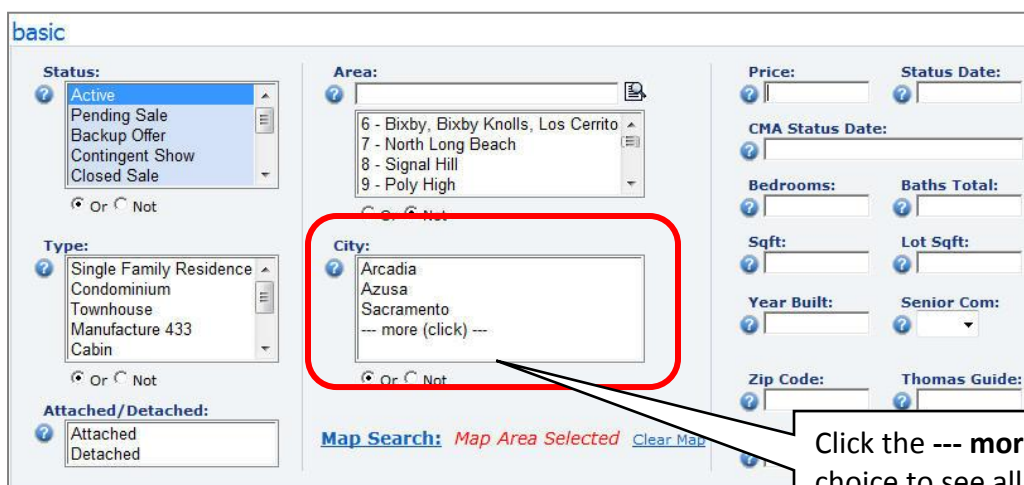 basic
Status:
Active
Pending Sale
Backup Offer
Contingent Show
Closed Sale
Or Not
Type:
Single Family Residence
Condominium
Townhouse
Manufacture 433
Cabin
Or Not
Attached/Detached:
Attached
Detached
Area:
6 - Bixby, Bixby Knolls, Los Cerrito
7 - North Long Beach
8 - Signal Hill
9 - Poly High
Or Not
City:
Arcadia
Azusa
Sacramento
--- more (click) ---
Or Not
Map Search: Map Area Selected Clear Map
Price: Status Date:
CMA Status Date:
Bedrooms: Baths Total:
Sqft: Lot Sqft:
Year Built: Senior Com:
Zip Code: Thomas Guide:
Click the --- mor
choice to see all